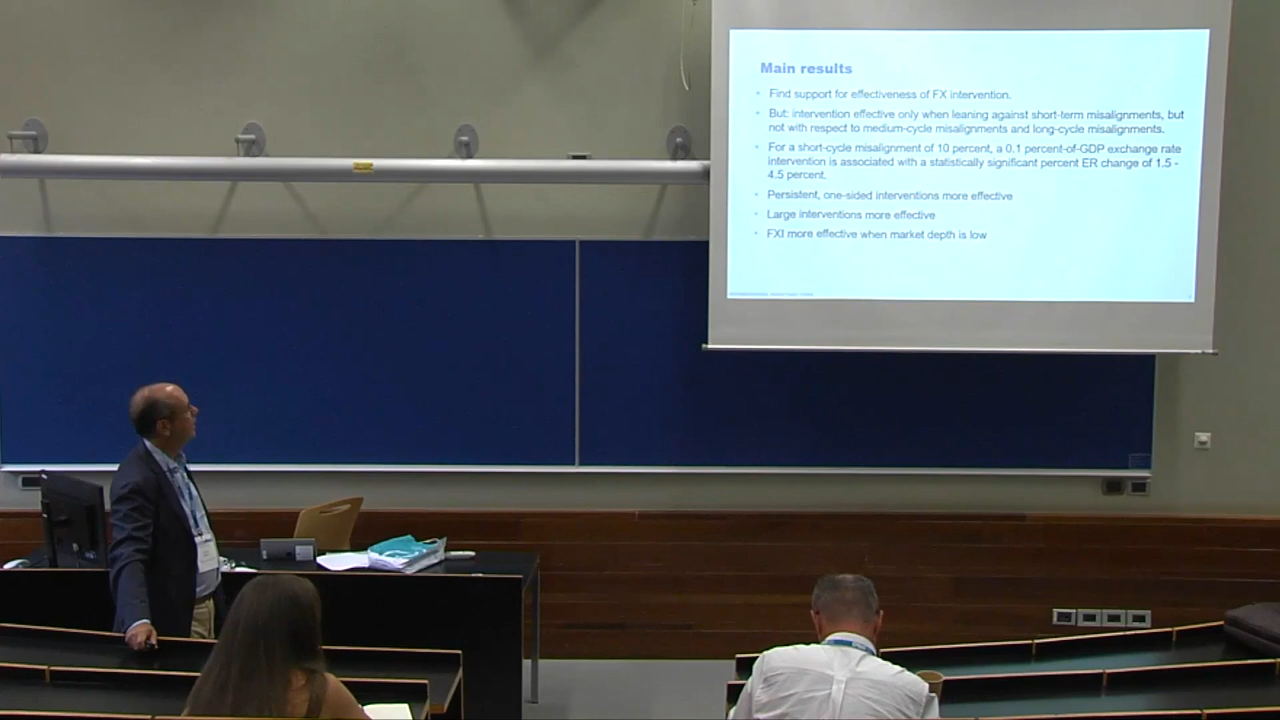 Main results
• Find support for effectiveness of FX intervention.
• But: intervention effective only when leaning against short-term misalignments, but
not with respect to medium-cycle misalignments and long-cycle misalignments.
• For a short-cycle misalignment of 10 percent, a 0.1 percent-of-GDP exchange rate
intervention is associated with a statistically significant percent ER change of 1.5 -
4.5 percent.
• Persistent, one-sided interventions more effective
• Large interventions more effective
• FXI more effective when market depth is low